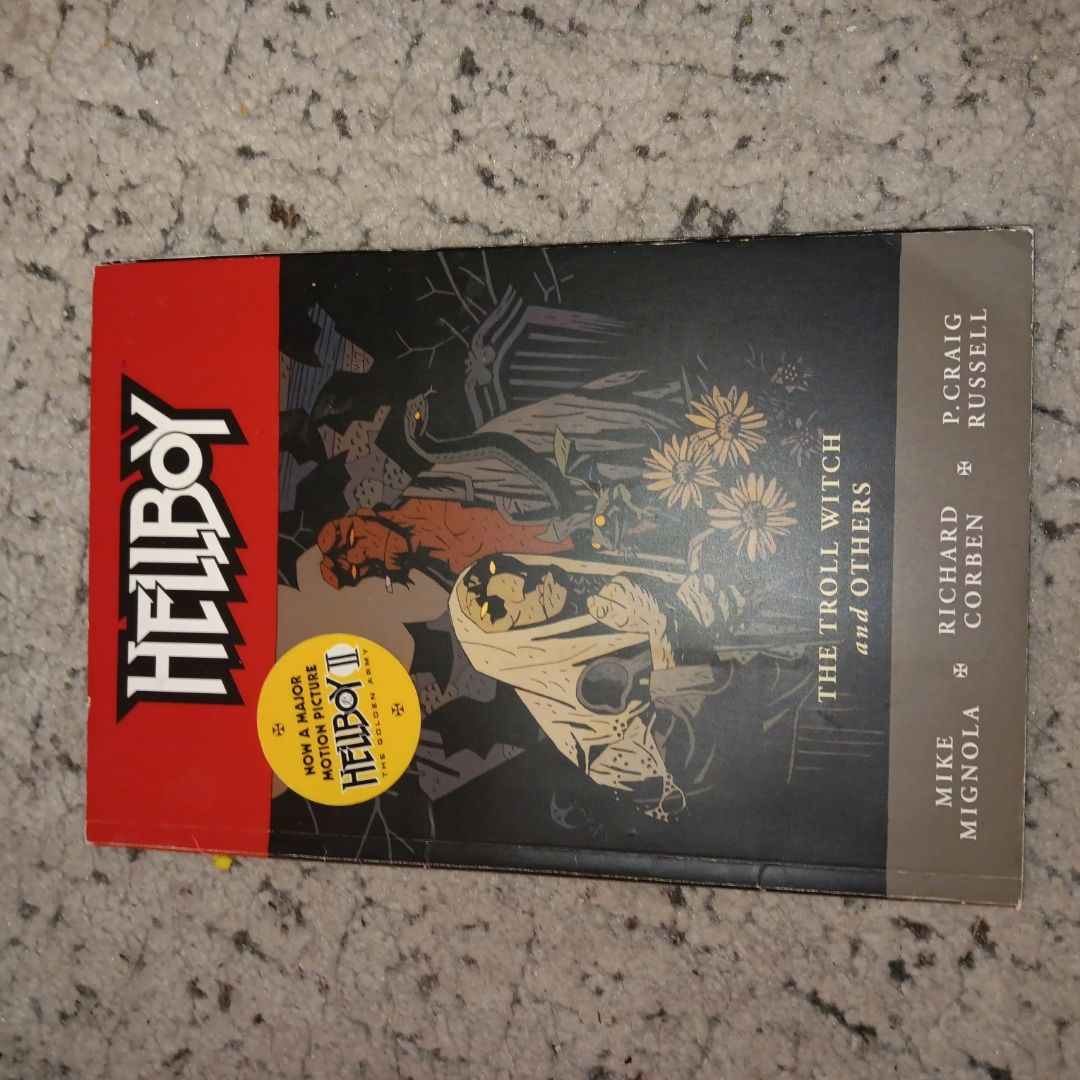 HELLBOY
NOW A MAJOR
MOTION PICTURE
HELLBOY II
THE GOLDEN ARMY
THE TROLL WITCH
and OTHERS
MIKE
MIGNOLA
RICHARD
CORBEN
P. CRAIG
RUSSELL